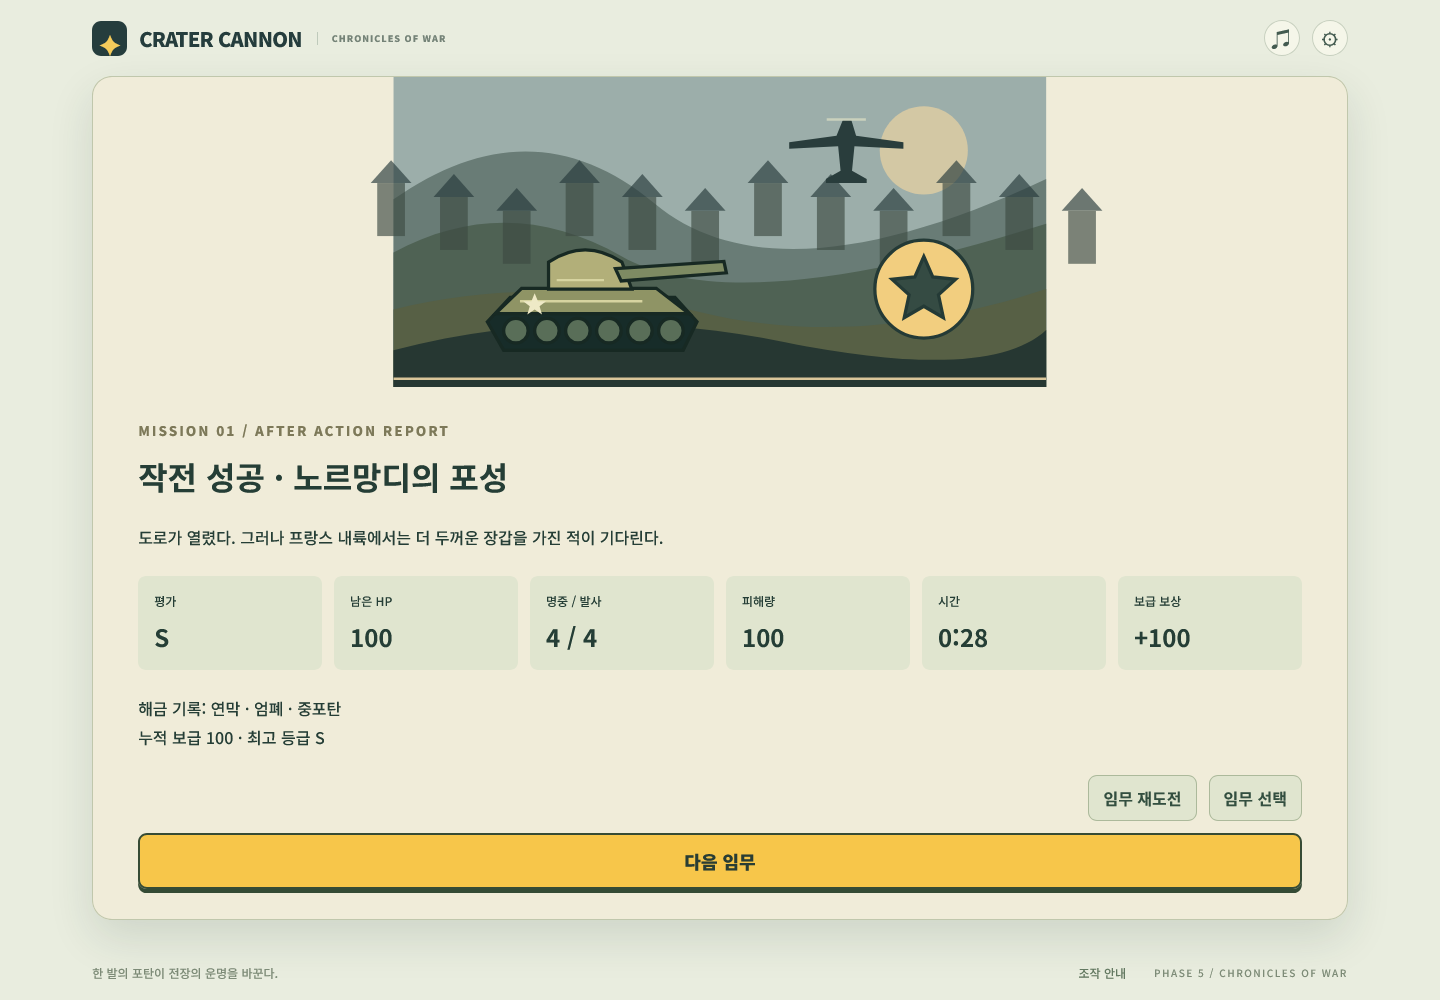 CRATER CANNON
CHRONICLES OF WAR
MISSION 01 / AFTER ACTION REPORT
작전 성공 · 노르망디의 포성
도로가 열렸다. 그러나 프랑스 내륙에서는 더 두꺼운 장갑을 가진 적이 기다린다.
평가
S
남은 HP
100
명중 / 발사
4 / 4
피해량
100
시간
0:28
보급 보상
+100
해금 기록: 연막 · 엄폐 · 중포탄
누적 보급 100 · 최고 등급 S
임무 재도전
임무 선택
다음 임무
한 발의 포탄이 전장의 운명을 바꾼다.
조작 안내
PHASE 5 / CHRONICLES OF WAR